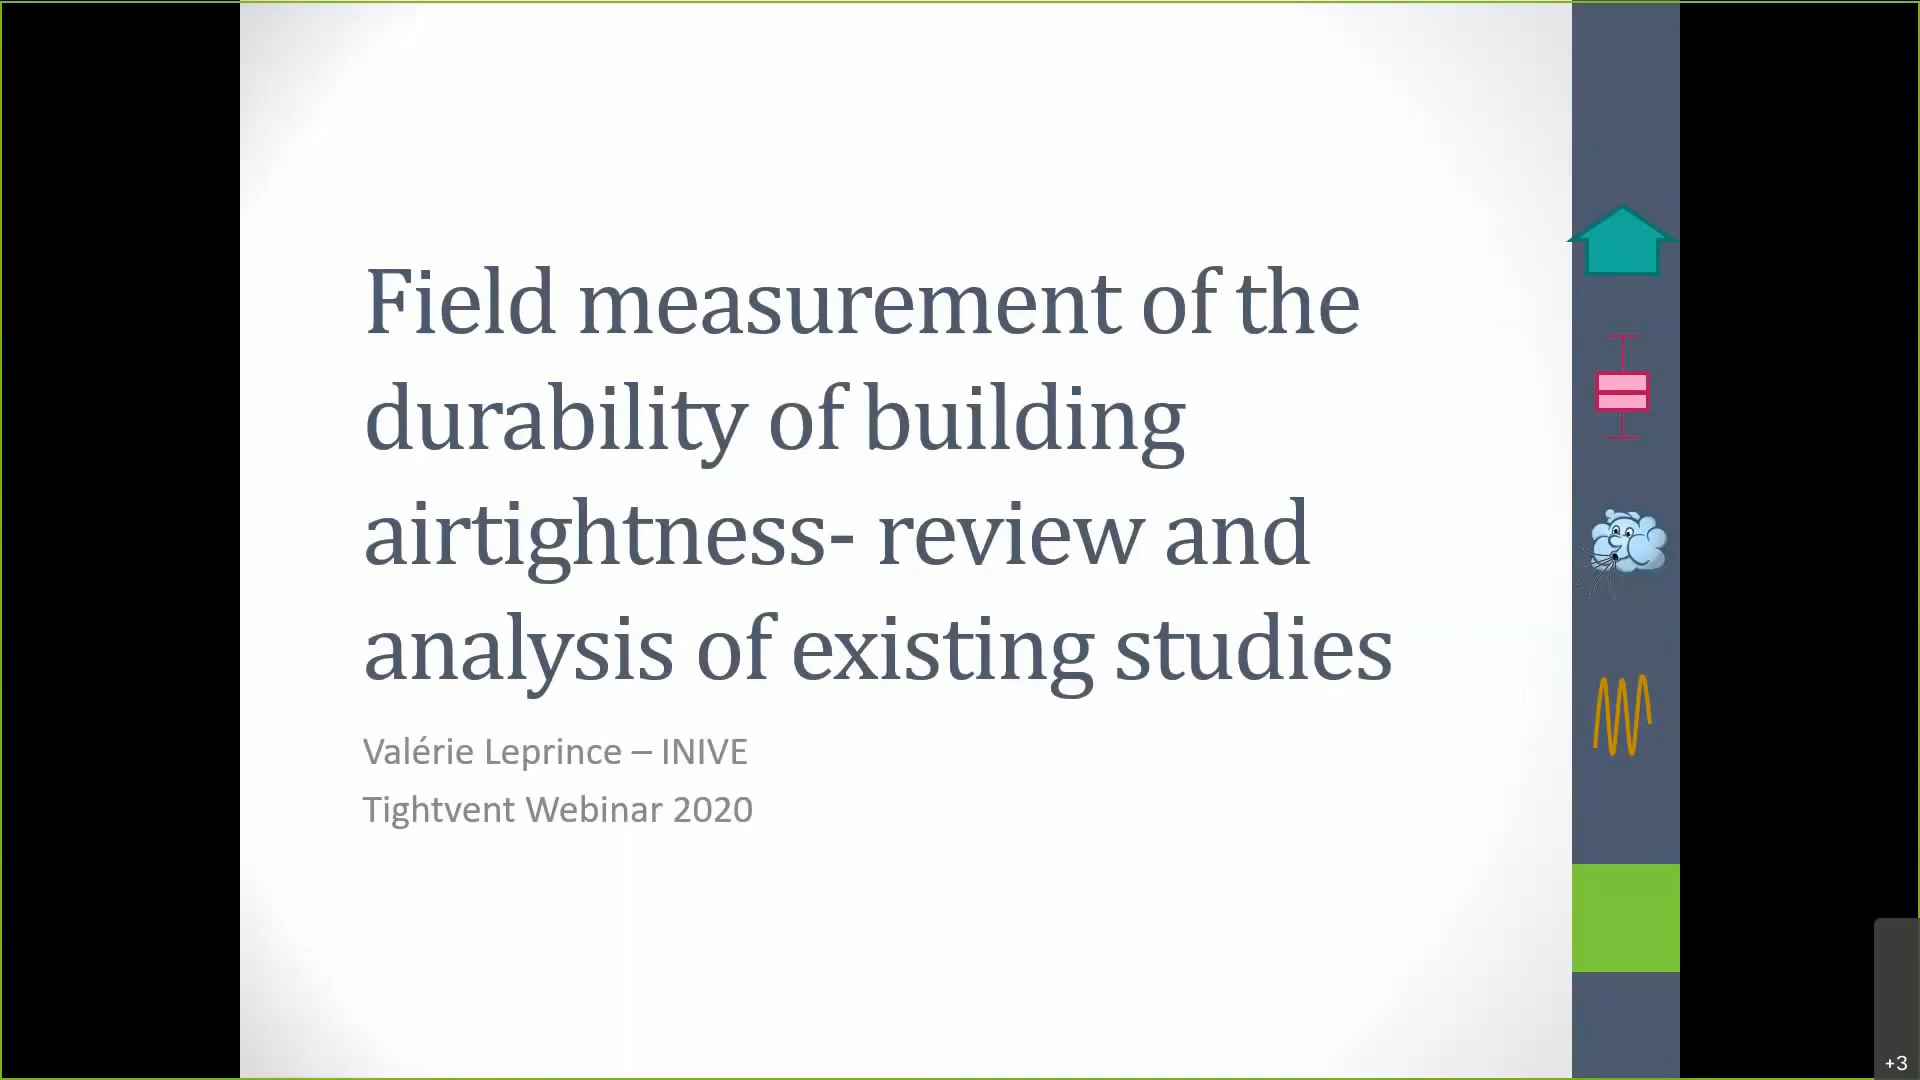 Field measurement of the
durability of building
airtightness- review and
analysis of existing studies
Valérie Leprince – INIVE
Tightvent Webinar 2020
+3